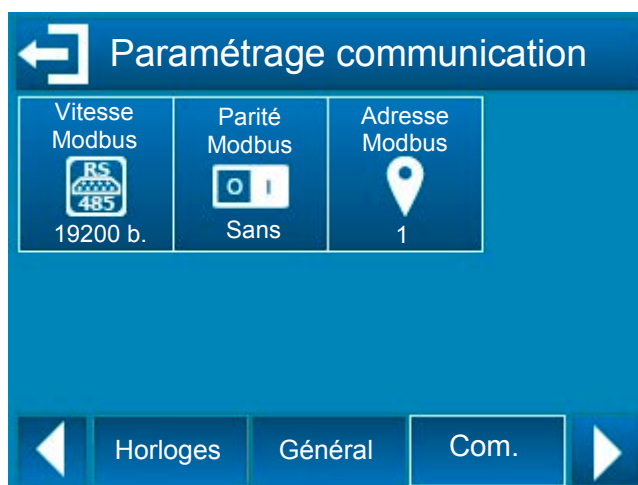 Paramétrage communication
Vitesse
Modbus
RS
485
19200 b.
Parité
Modbus
O I
Sans
Adresse
Modbus
1
Horloges
Général
Com.